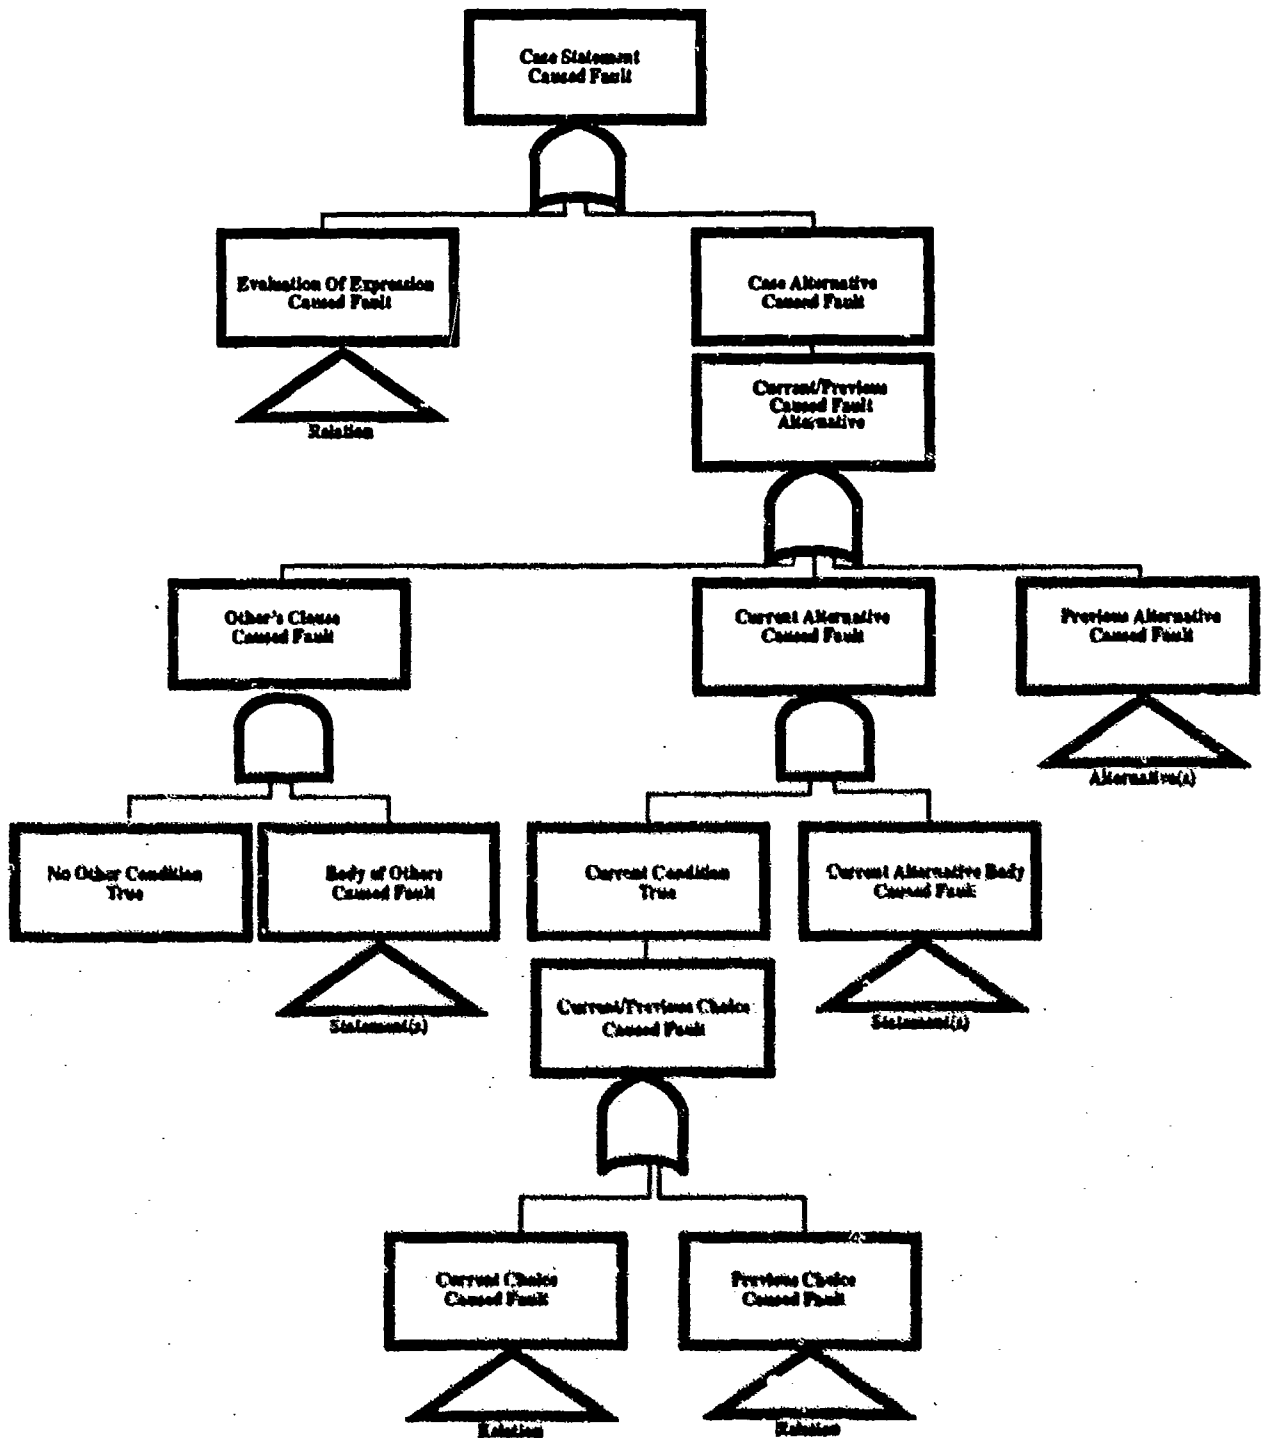 Case Statement
Caused Fault
Evaluation Of Expression
Caused Fault
Case Alternative
Caused Fault
Relation
Current/Previous
Caused Fault
Alternative
Other's Clause
Caused Fault
Current Alternative
Caused Fault
Previous Alternative
Caused Fault
Alternative(s)
No Other Condition
True
Body of Others
Caused Fault
Current Condition
True
Current Alternative Body
Caused Fault
Statement(s)
Current/Previous Choice
Caused Fault
Statement(s)
Current Choice
Caused Fault
Previous Choice
Caused Fault
Relation
Relation